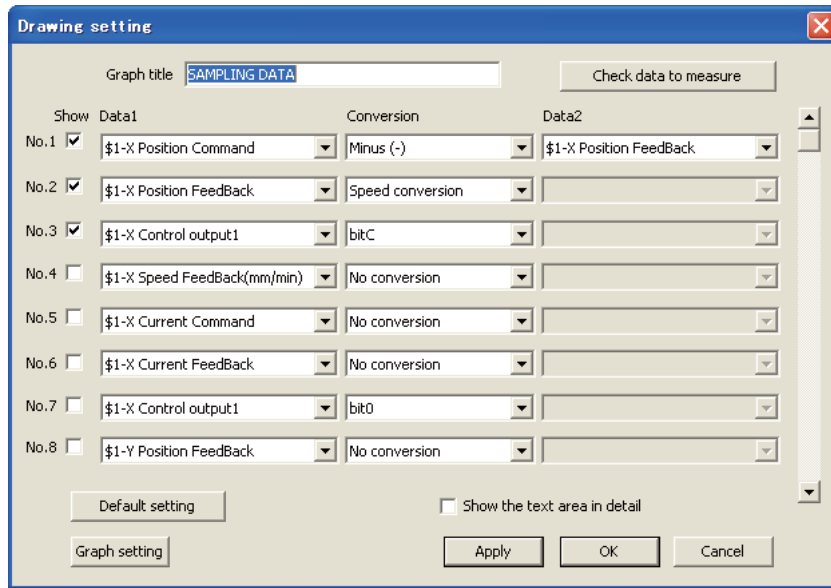 Drawing setting
Graph title SAMPLING DATA Check data to measure
Show Data1 Conversion Data2
No.1 $1-X Position Command Minus (-) $1-X Position FeedBack
No.2 $1-X Position FeedBack Speed conversion
No.3 $1-X Control output1 bitC
No.4 $1-X Speed FeedBack(mm/min) No conversion
No.5 $1-X Current Command No conversion
No.6 $1-X Current FeedBack No conversion
No.7 $1-X Control output1 bit0
No.8 $1-Y Position FeedBack No conversion
Default setting Show the text area in detail
Graph setting Apply OK Cancel